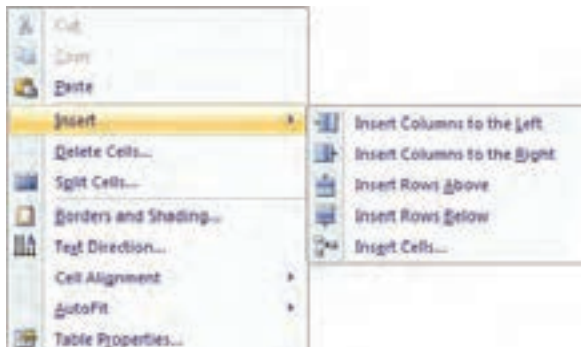 Cut
Copy
Paste
Insert
Delete Cells...
Split Cells...
Borders and Shading...
Text Direction...
Cell Alignment
AutoFit
Table Properties...
Insert Columns to the Left
Insert Columns to the Right
Insert Rows Above
Insert Rows Below
Insert Cells...